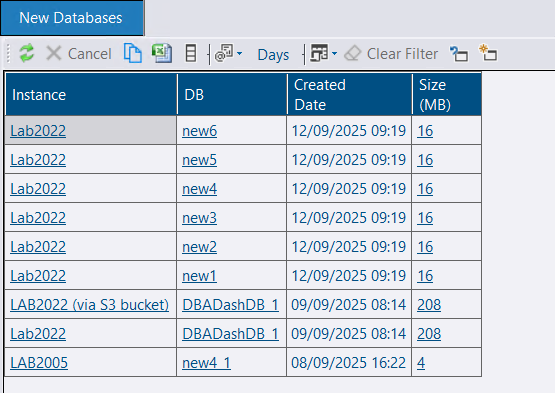 New Databases
Cancel Days Clear Filter
Instance DB Created Date Size (MB)
Lab2022 new6 12/09/2025 09:19 16
Lab2022 new5 12/09/2025 09:19 16
Lab2022 new4 12/09/2025 09:19 16
Lab2022 new3 12/09/2025 09:19 16
Lab2022 new2 12/09/2025 09:19 16
Lab2022 new1 12/09/2025 09:19 16
LAB2022 (via S3 bucket) DBADashDB_1 09/09/2025 08:14 208
Lab2022 DBADashDB_1 09/09/2025 08:14 208
LAB2005 new4_1 08/09/2025 16:22 4